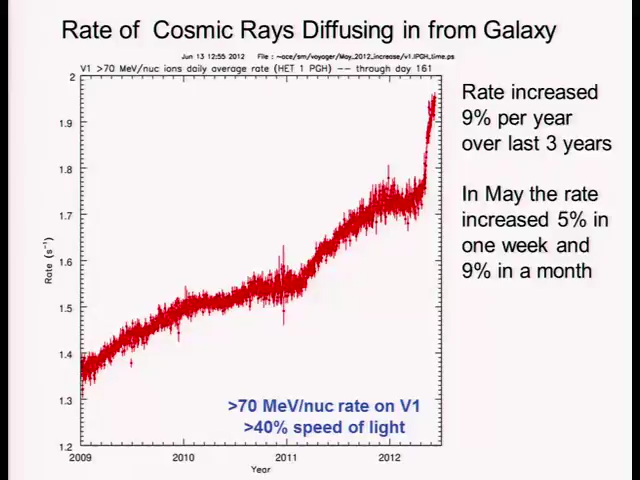 Rate of Cosmic Rays Diffusing in from Galaxy
Jun 13 12:55 2012 File : ~ace/sm/voyager/May_2012_increase/v1.IPGH_time.ps
V1 >70 MeV/nuc ions daily average rate (HET 1 PGH) -- through day 161
2
1.9
1.8
1.7
1.6
1.5
1.4
1.3
1.2
Rate (s⁻¹)
2009 2010 2011 2012
Year
>70 MeV/nuc rate on V1
>40% speed of light
Rate increased
9% per year
over last 3 years
In May the rate
increased 5% in
one week and
9% in a month